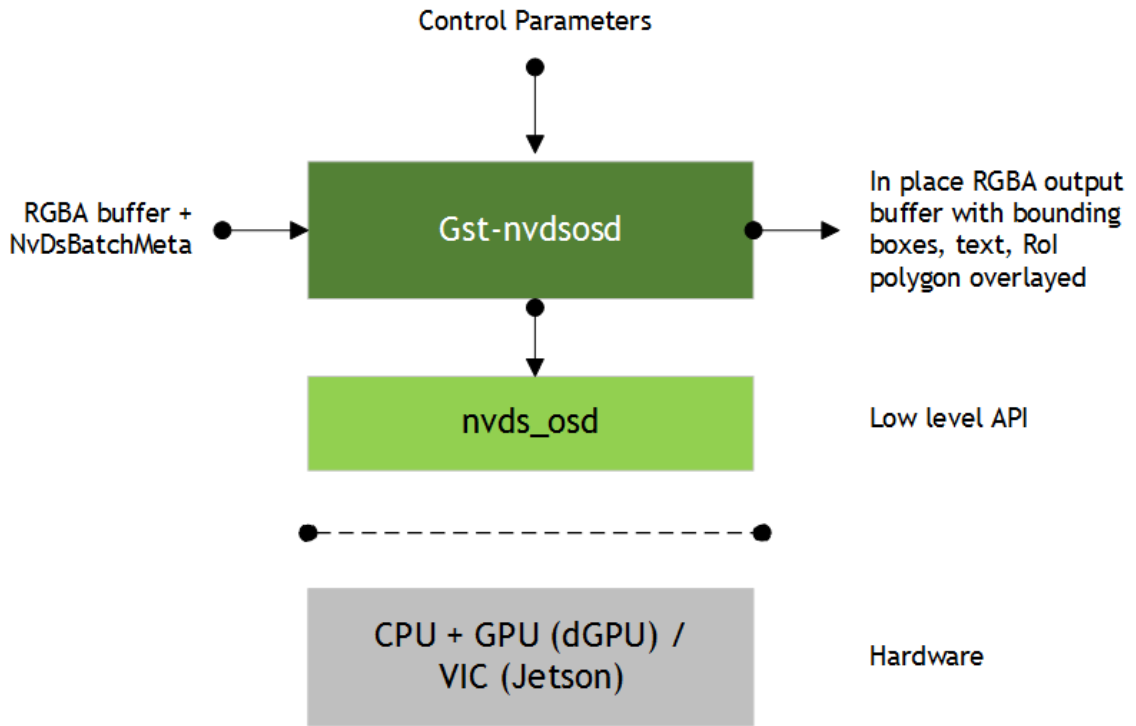 Control Parameters
RGBA buffer +
NvDsBatchMeta
Gst-nvdsosd
In place RGBA output
buffer with bounding
boxes, text, RoI
polygon overlayed
nvds_osd
Low level API
CPU + GPU (dGPU) /
VIC (Jetson)
Hardware